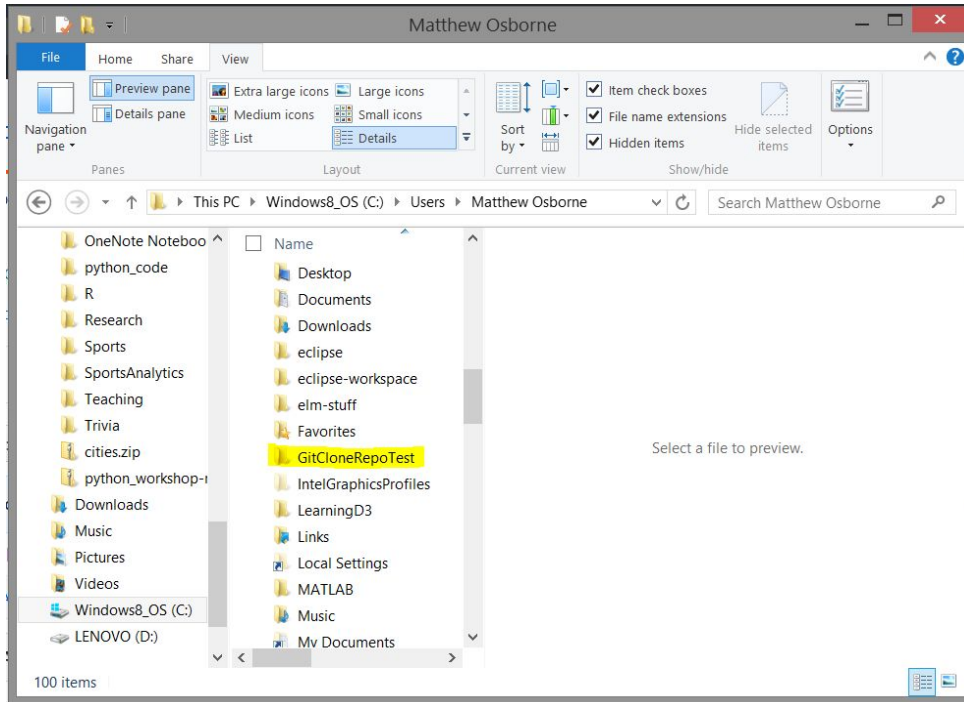 Matthew Osborne
File Home Share View
Preview pane
Details pane
Navigation pane
Panes
Extra large icons Large icons
Medium icons Small icons
List Details
Layout
Sort by
Current view
Item check boxes
File name extensions
Hidden items
Hide selected items
Show/hide
Options
This PC Windows8_OS (C:) Users Matthew Osborne
Search Matthew Osborne
OneNote Noteboo
python_code
R
Research
Sports
SportsAnalytics
Teaching
Trivia
cities.zip
python_workshop-r
Downloads
Music
Pictures
Videos
Windows8_OS (C:)
LENOVO (D:)
Name
Desktop
Documents
Downloads
eclipse
eclipse-workspace
elm-stuff
Favorites
GitCloneRepoTest
IntelGraphicsProfiles
LearningD3
Links
Local Settings
MATLAB
Music
My Documents
Select a file to preview.
100 items